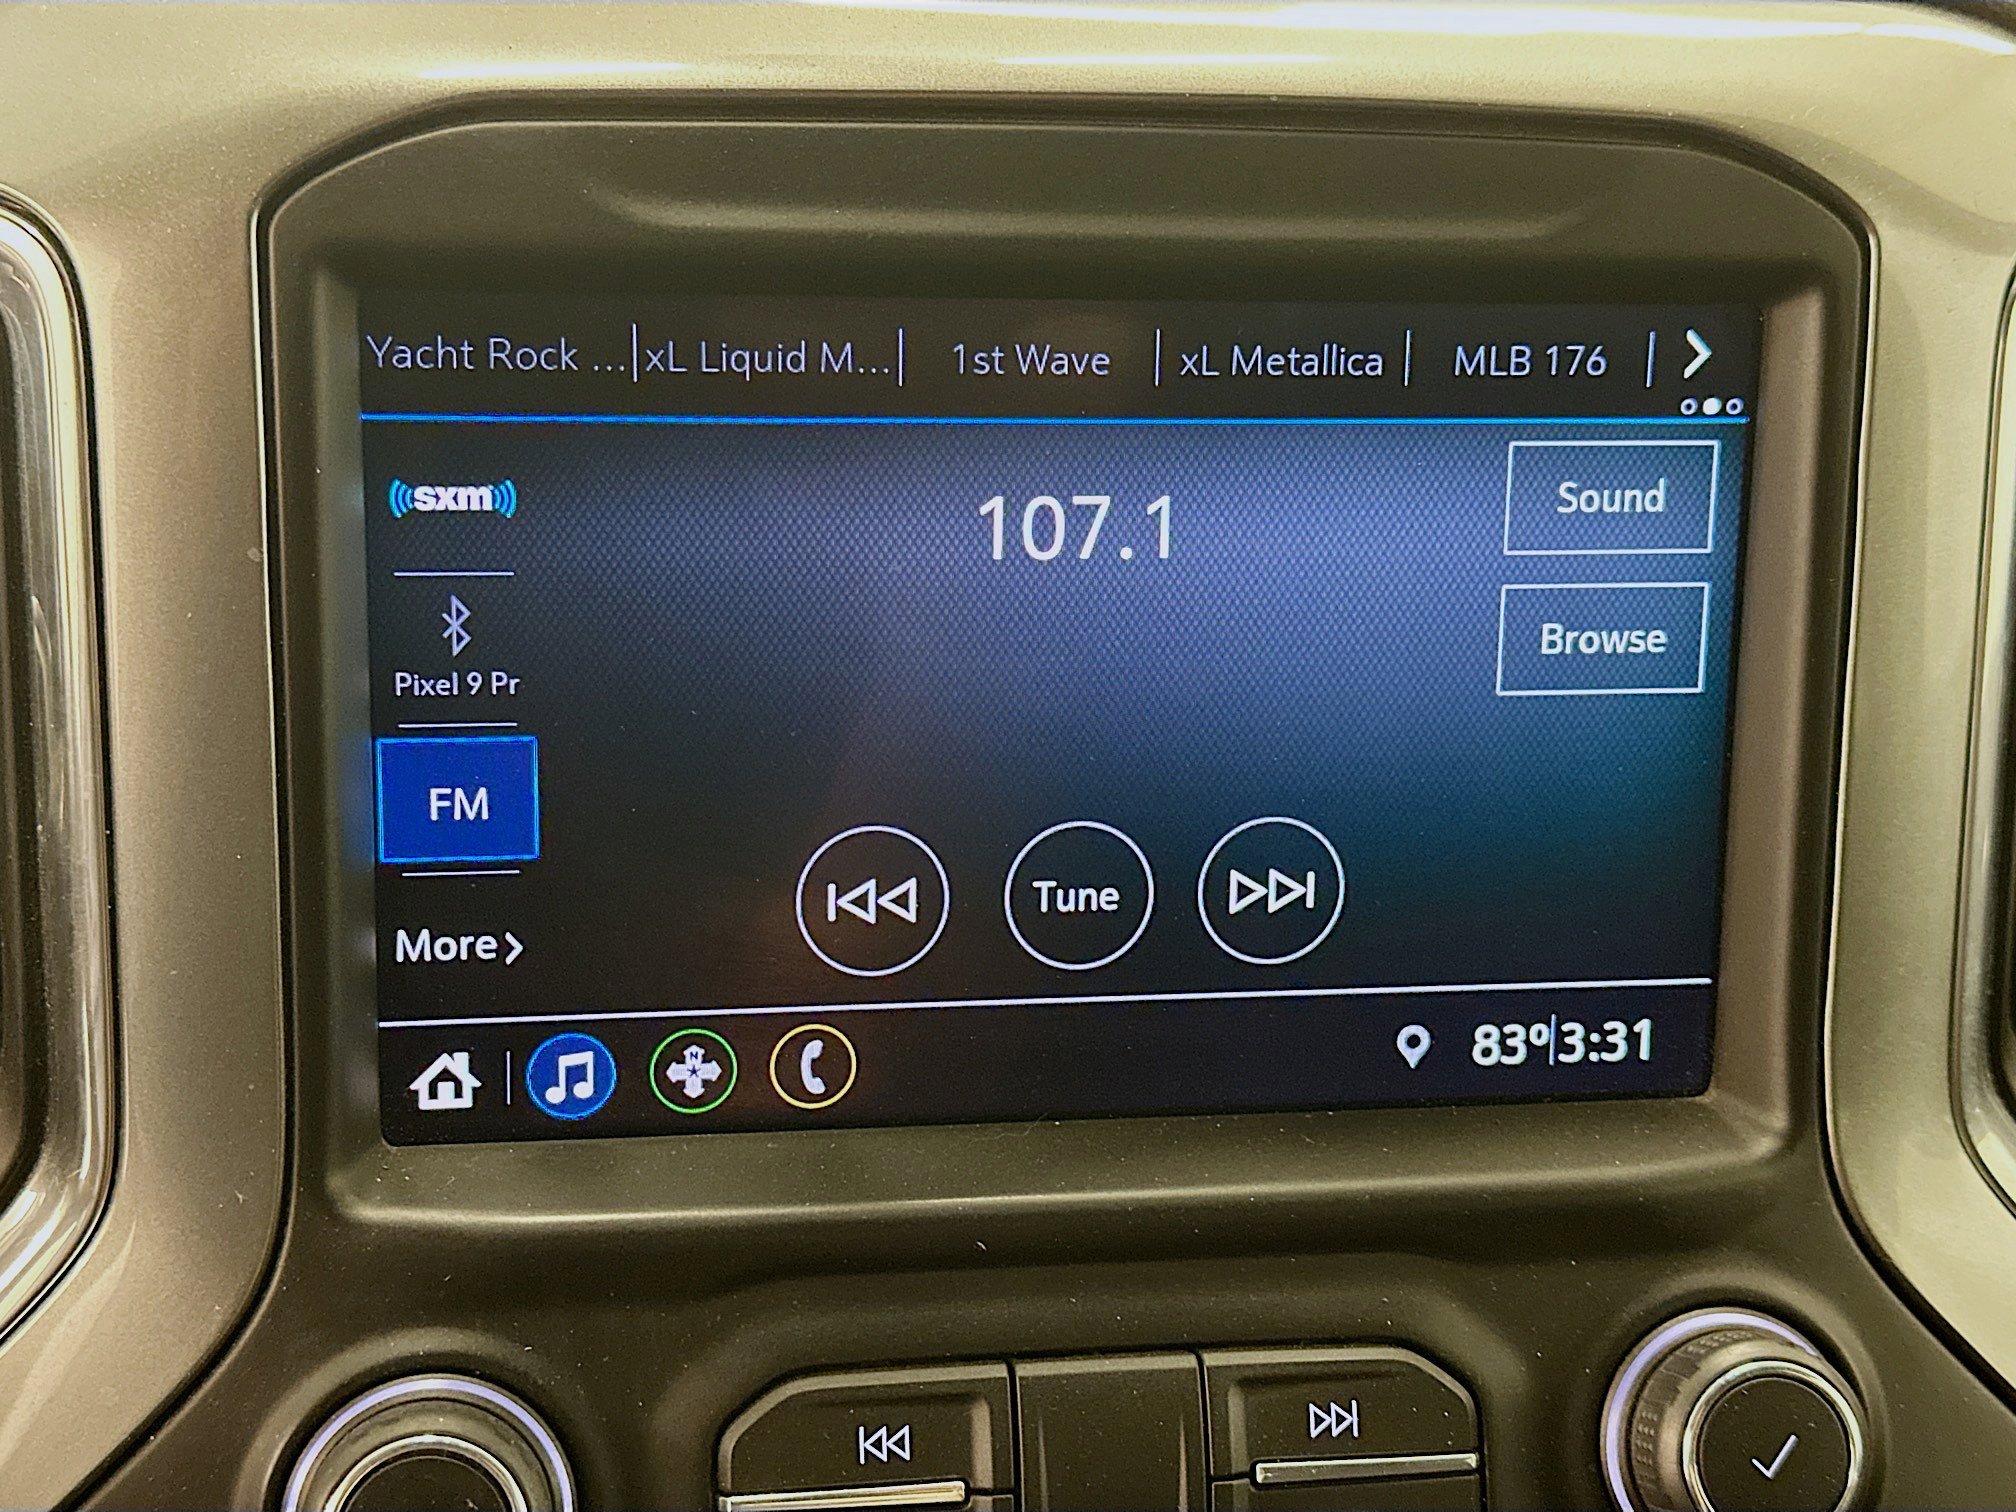 Yacht Rock ... xL Liquid M... 1st Wave xL Metallica MLB 176
sxm
107.1
Sound
Browse
Pixel 9 Pr
FM
Tune
More
N
83º 3:31